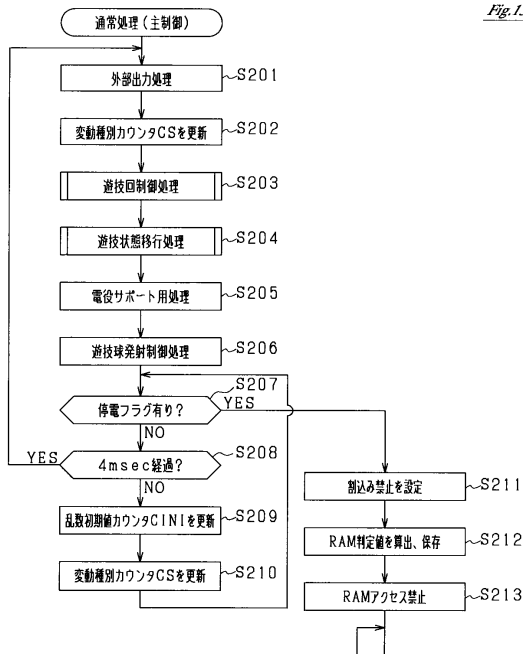 Fig.1
通常処理(主制御)
外部出力処理
S201
変動種別カウンタCSを更新
S202
遊技回制御処理
S203
遊技状態移行処理
S204
電役サポート用処理
S205
遊技球発射制御処理
S206
S207
停電フラグ有り?
YES
NO
YES
4msec経過?
S208
NO
乱数初期値カウンタCINIを更新
S209
変動種別カウンタCSを更新
S210
割込み禁止を設定
S211
RAM判定値を算出、保存
S212
RAMアクセス禁止
S213